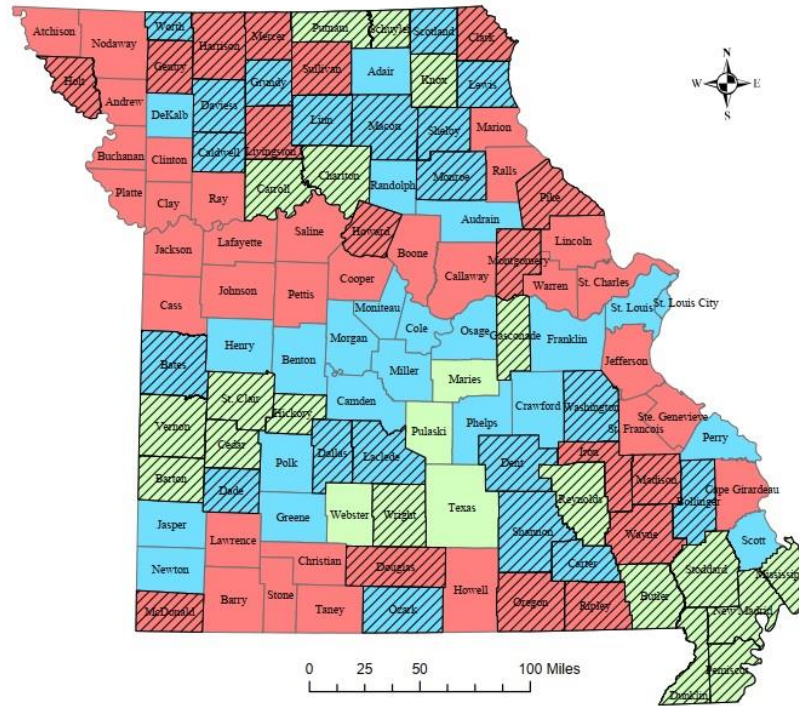 Worth
Putnam
Schuyler
Scotland
Clark
Atchison
Nodaway
Harrison
Mercer
Sullivan
Adair
Knox
Lewis
Gentry
Holt
Grundy
Andrew
DeKalb
Daviess
Linn
Macon
Shelby
Marion
Livingston
Buchanan
Clinton
Caldwell
Chariton
Monroe
Ralls
Platte
Clay
Ray
Carroll
Randolph
Pike
Audrain
Saline
Howard
Jackson
Lafayette
Boone
Lincoln
Callaway
Montgomery
Cooper
Warren
St. Charles
Cass
Johnson
Pettis
Moniteau
St. Louis
St. Louis City
Cole
Osage
Morgan
Gasconade
Franklin
Henry
Bates
Benton
Miller
Jefferson
Maries
St. Clair
Camden
Crawford
Washington
Hickory
Phelps
Ste. Genevieve
Vernon
Pulaski
St. Francois
Perry
Cedar
Dallas
Laclede
Iron
Polk
Dent
Madison
Barton
Cape Girardeau
Reynolds
Bollinger
Dade
Greene
Webster
Wright
Texas
Jasper
Shannon
Wayne
Scott
Lawrence
Christian
Carter
Stoddard
Mississippi
Newton
Douglas
Howell
Barry
Stone
Taney
Ozark
Oregon
Ripley
Butler
New Madrid
McDonald
Pemiscot
Dunklin
N
W E
S
0 25 50 100 Miles